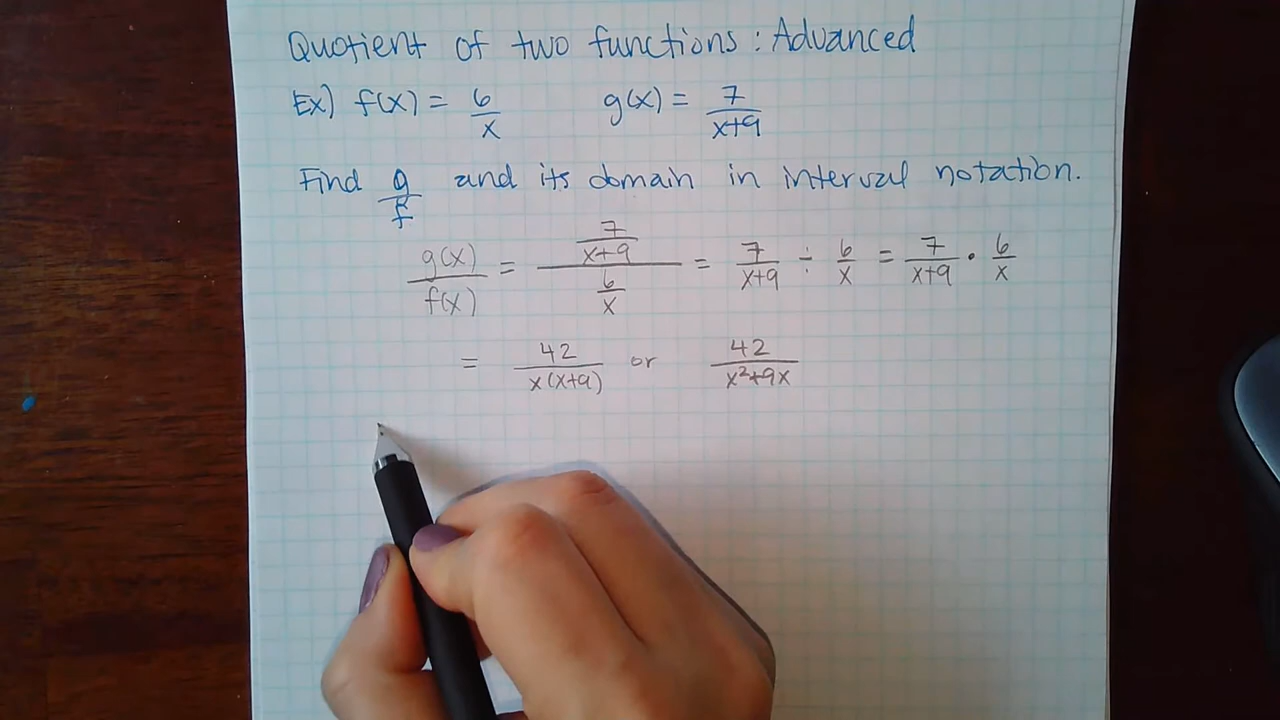 Quotient of two functions: Advanced
Ex) f(x) = 6/x g(x) = 7/(x+9)
Find g/f and its domain in interval notation.
g(x)/f(x) = (7/(x+9))/(6/x) = 7/(x+9) ÷ 6/x = 7/(x+9) · 6/x
= 42/(x(x+9)) or 42/(x²+9x)